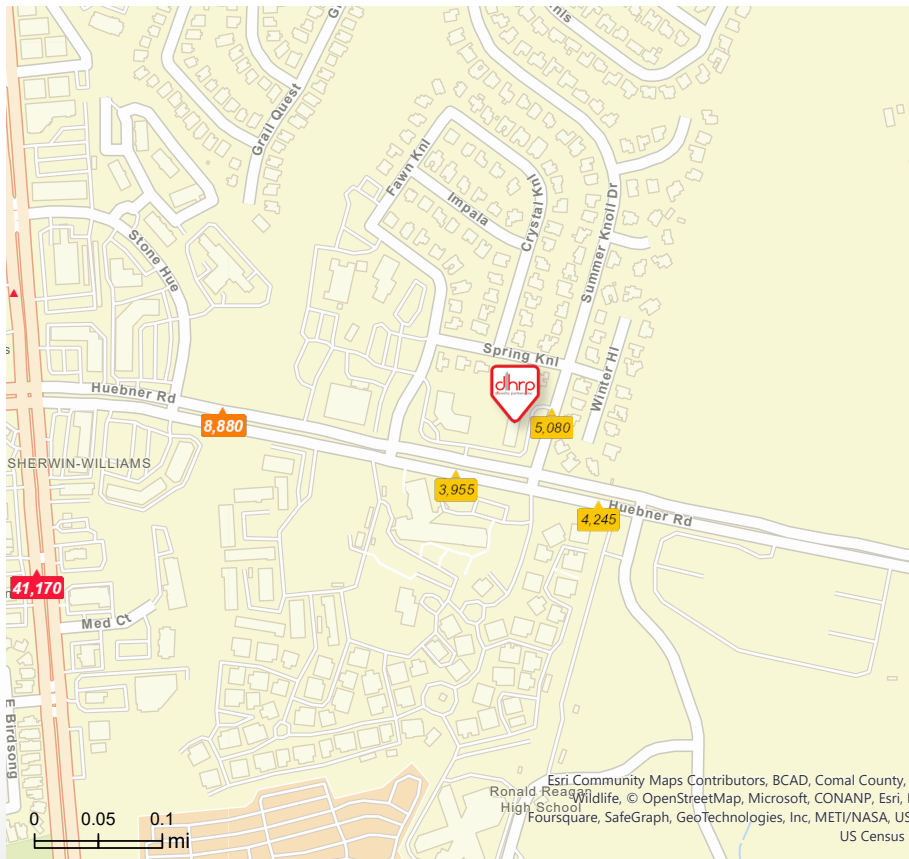 Grail Quest
Fawn Knl
Impala
Crystal Knl
Summer Knoll Dr
Stone Hue
Spring Knl
Winter Hl
dhrp
Huebner Rd
8,880
5,080
SHERWIN-WILLIAMS
3,955
4,245
Huebner Rd
41,170
Med Ct
E Birdsong
Ronald Reagan
High School
Esri Community Maps Contributors, BCAD, Comal County,
Wildlife, © OpenStreetMap, Microsoft, CONANP, Esri,
Foursquare, SafeGraph, GeoTechnologies, Inc, METI/NASA, US
US Census
0 0.05 0.1
mi